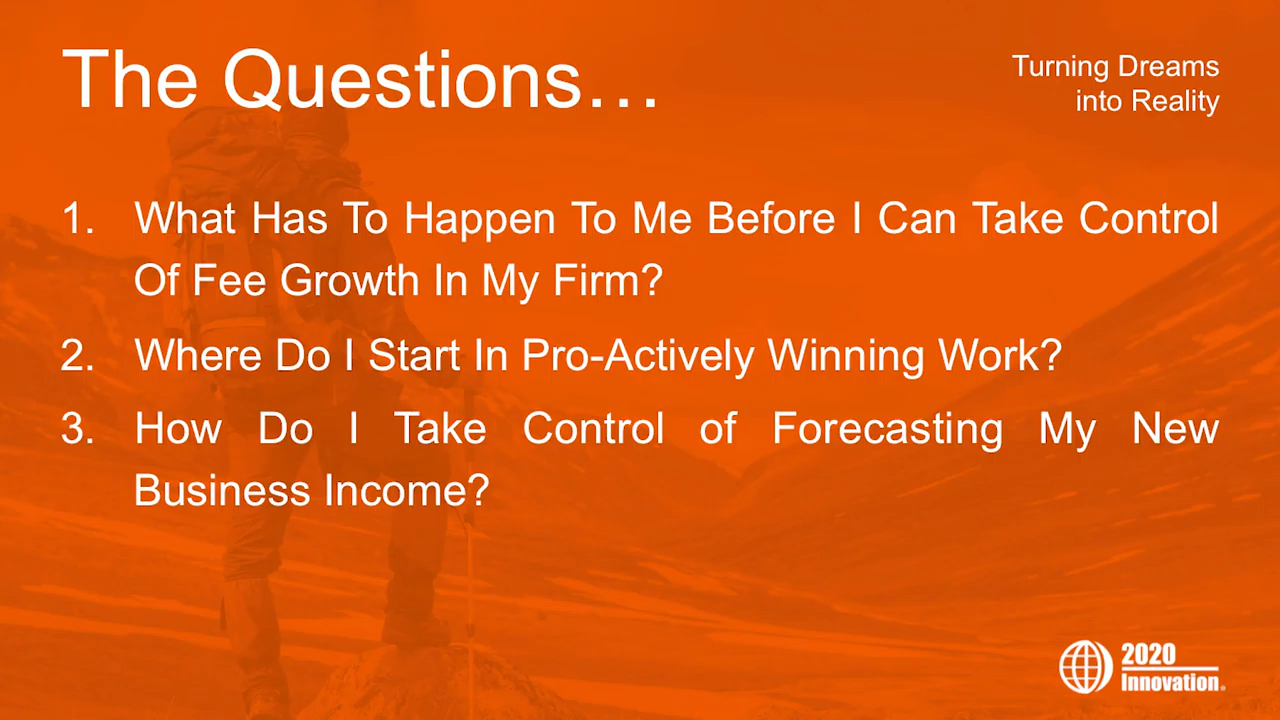 The Questions…
Turning Dreams
into Reality
1. What Has To Happen To Me Before I Can Take Control
Of Fee Growth In My Firm?
2. Where Do I Start In Pro-Actively Winning Work?
3. How Do I Take Control of Forecasting My New
Business Income?
2020
Innovation®